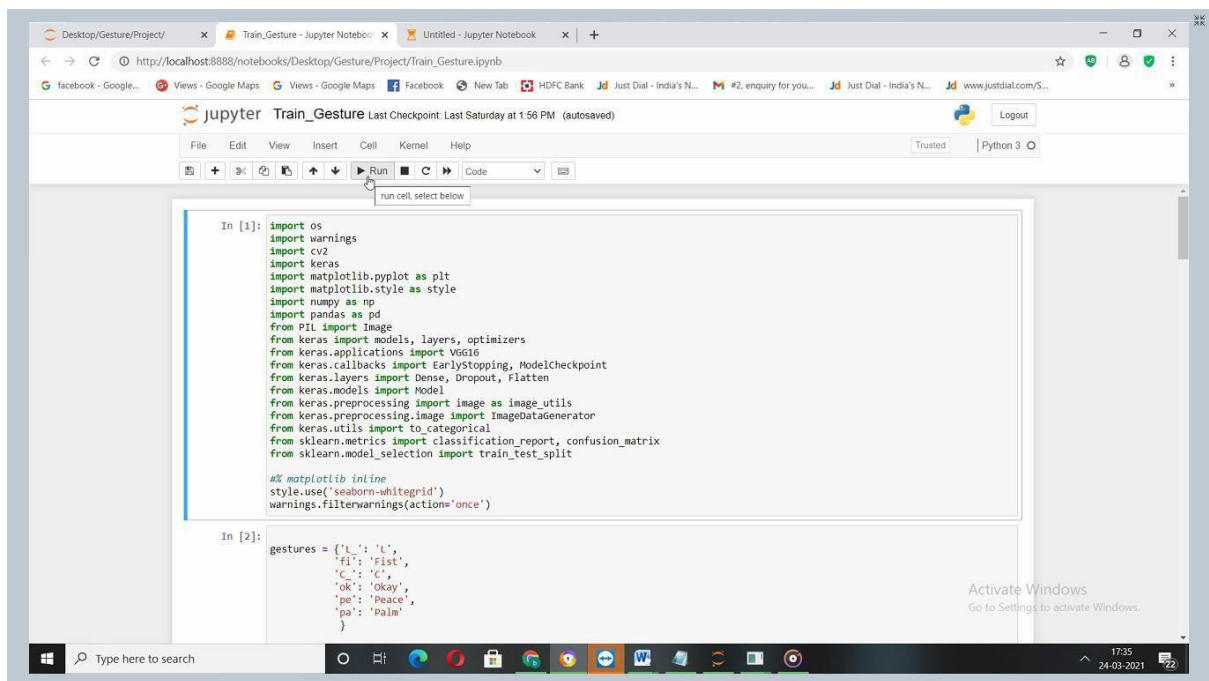 Desktop/Gesture/Project/ Train_Gesture - Jupyter Noteboo Untitled - Jupyter Notebook
http://localhost:8888/notebooks/Desktop/Gesture/Project/Train_Gesture.ipynb
facebook - Google... Views - Google Maps Views - Google Maps Facebook New Tab HDFC Bank Just Dial - India's N... #2, enquiry for you... Just Dial - India's N... www.justdial.com/S...
jupyter Train_Gesture Last Checkpoint: Last Saturday at 1:56 PM (autosaved) Logout
File Edit View Insert Cell Kernel Help Trusted Python 3
Run Code
run cell, select below
In [1]: import os
import warnings
import cv2
import keras
import matplotlib.pyplot as plt
import matplotlib.style as style
import numpy as np
import pandas as pd
from PIL import Image
from keras import models, layers, optimizers
from keras.applications import VGG16
from keras.callbacks import EarlyStopping, ModelCheckpoint
from keras.layers import Dense, Dropout, Flatten
from keras.models import Model
from keras.preprocessing import image as image_utils
from keras.preprocessing.image import ImageDataGenerator
from keras.utils import to_categorical
from sklearn.metrics import classification_report, confusion_matrix
from sklearn.model_selection import train_test_split
#% matplotlib inline
style.use('seaborn-whitegrid')
warnings.filterwarnings(action='once')
In [2]:
gestures = {'L_': 'L',
'fi': 'Fist',
'C_': 'C',
'ok': 'Okay',
'pe': 'Peace',
'pa': 'Palm'
}
Activate Windows
Go to Settings to activate Windows.
Type here to search
17:35
24-03-2021
22